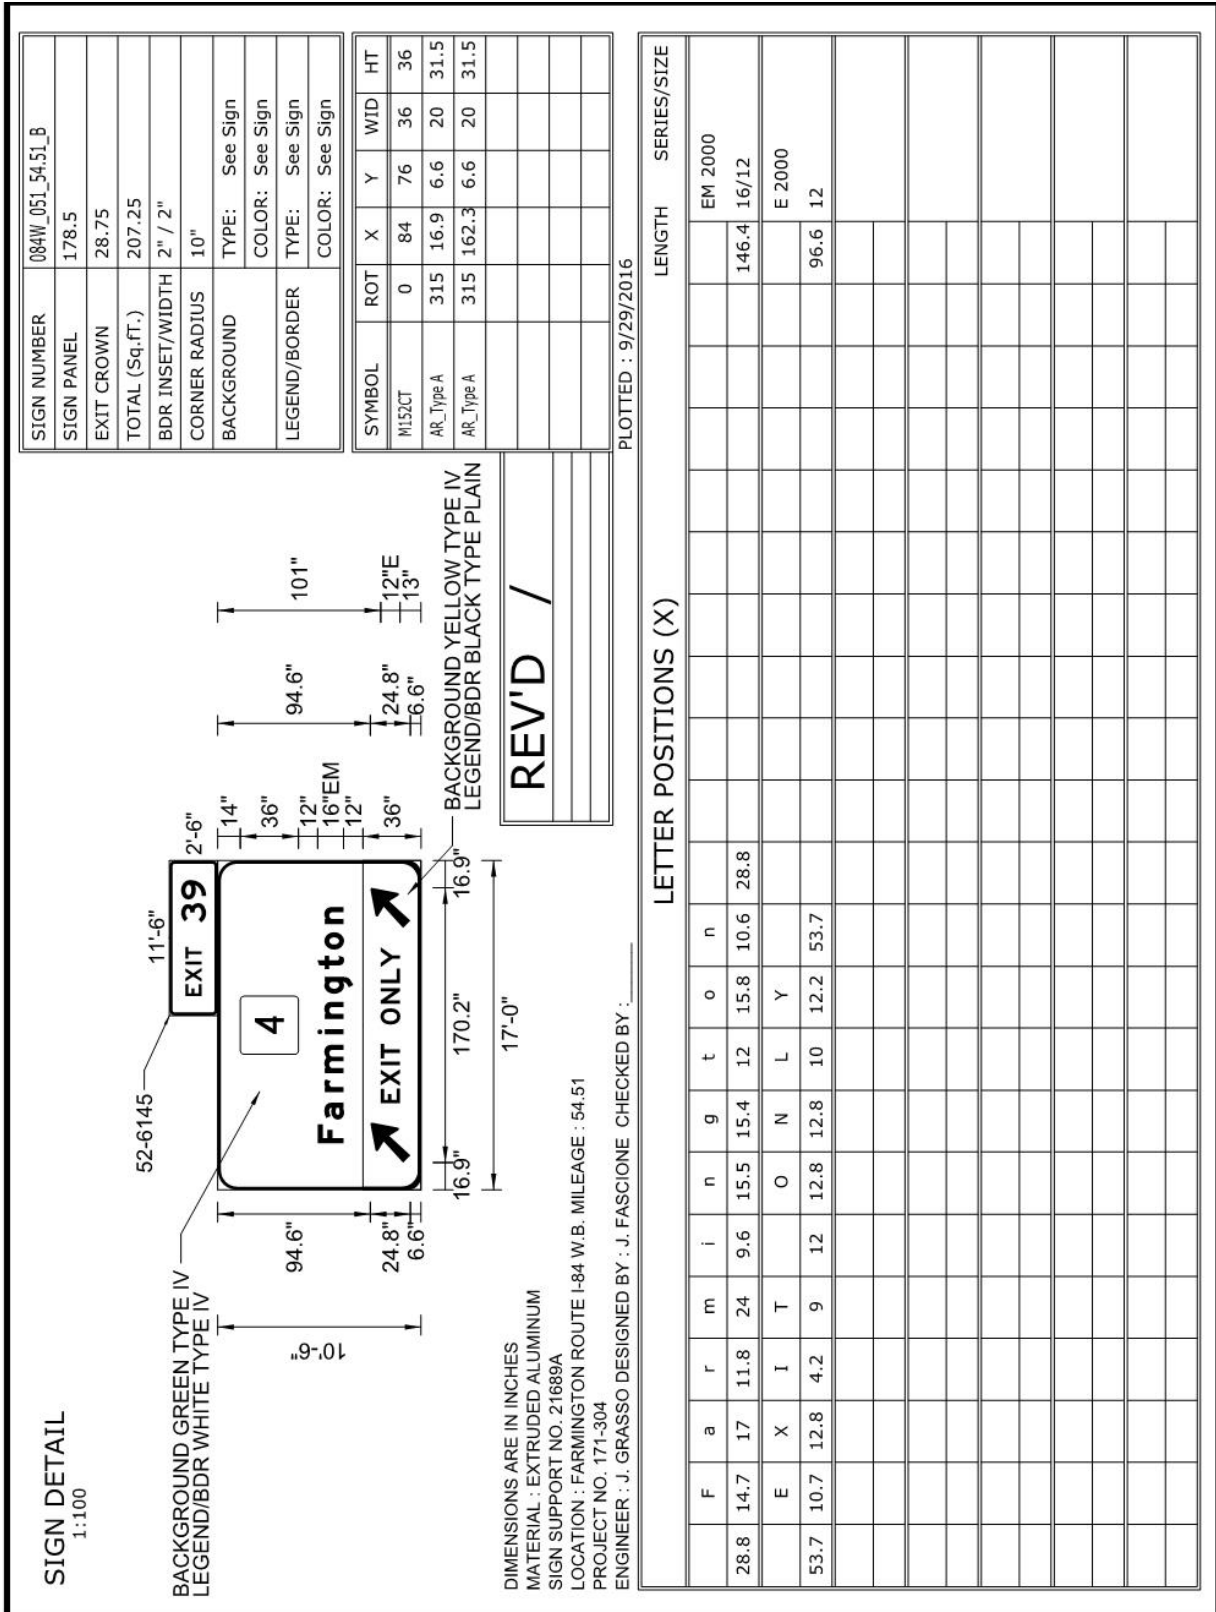 SIGN DETAIL
1:100
BACKGROUND GREEN TYPE IV
LEGEND/BDR WHITE TYPE IV
52-6145
11'-6"
2'-6"
EXIT 39
4
Farmington
EXIT ONLY
14"
36"
12"
16"EM
12"
36"
94.6"
24.8"
6.6"
101"
12"E
13"
10'-6"
94.6"
24.8"
6.6"
16.9"
170.2"
16.9"
17'-0"
BACKGROUND YELLOW TYPE IV
LEGEND/BDR BLACK TYPE PLAIN
DIMENSIONS ARE IN INCHES
MATERIAL : EXTRUDED ALUMINUM
SIGN SUPPORT NO. 21689A
LOCATION : FARMINGTON ROUTE I-84 W.B. MILEAGE : 54.51
PROJECT NO. 171-304
ENGINEER : J. GRASSO DESIGNED BY : J. FASCIONE CHECKED BY :
REV'D /
SIGN NUMBER 084W_051_54.51_B
SIGN PANEL 178.5
EXIT CROWN 28.75
TOTAL (Sq.fT.) 207.25
BDR INSET/WIDTH 2" / 2"
CORNER RADIUS 10"
BACKGROUND TYPE: See Sign
COLOR: See Sign
LEGEND/BORDER TYPE: See Sign
COLOR: See Sign
SYMBOL ROT X Y WID HT
M152CT 0 84 76 36 36
AR_Type A 315 16.9 6.6 20 31.5
AR_Type A 315 162.3 6.6 20 31.5
PLOTTED : 9/29/2016
LETTER POSITIONS (X) LENGTH SERIES/SIZE
F a r m i n g t o n EM 2000
28.8 14.7 17 11.8 24 9.6 15.5 15.4 12 15.8 10.6 28.8 146.4 16/12
E X I T O N L Y E 2000
53.7 10.7 12.8 4.2 9 12 12.8 12.8 10 12.2 53.7 96.6 12